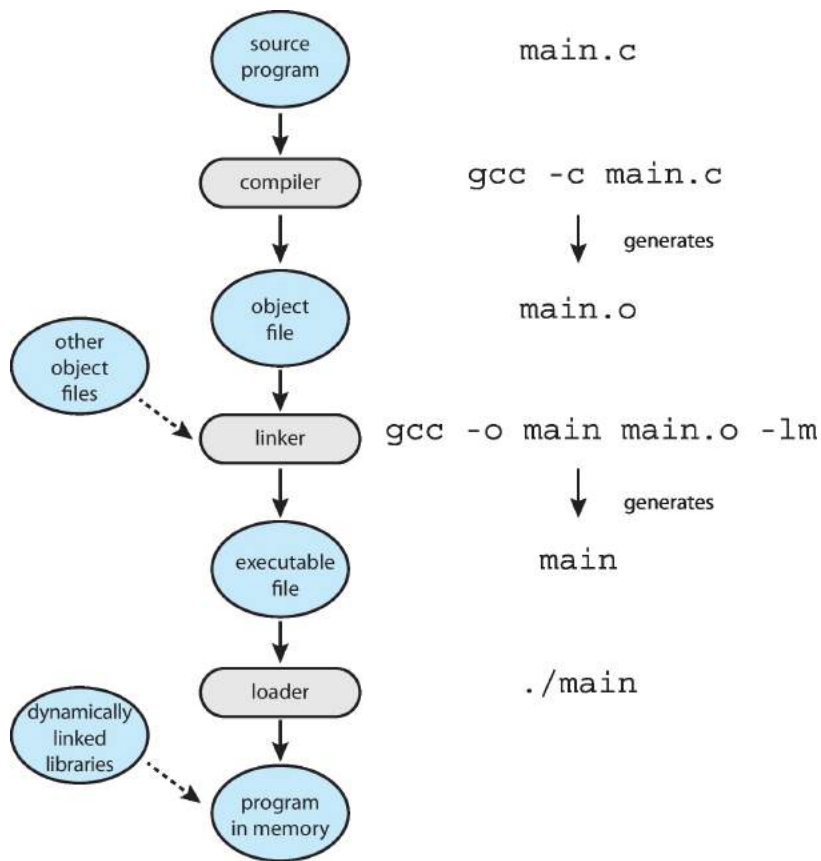 source
program
main.c
compiler
gcc -c main.c
generates
object
file
main.o
other
object
files
linker
gcc -o main main.o -lm
generates
executable
file
main
loader
./main
dynamically
linked
libraries
program
in memory